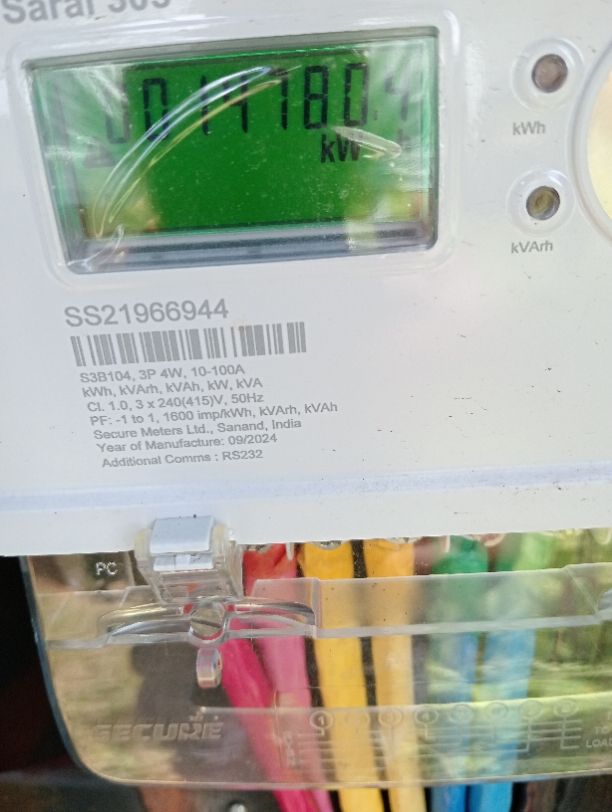 Saral 305
kWh
kVArh
SS21966944
S3B104, 3P 4W, 10-100A
kWh, kVArh, kVAh, kW, kVA
Cl. 1.0, 3 x 240(415)V, 50Hz
PF: -1 to 1, 1600 imp/kWh, kVArh, kVAh
Secure Meters Ltd., Sanand, India
Year of Manufacture: 09/2024
Additional Comms : RS232
PC
SECURE